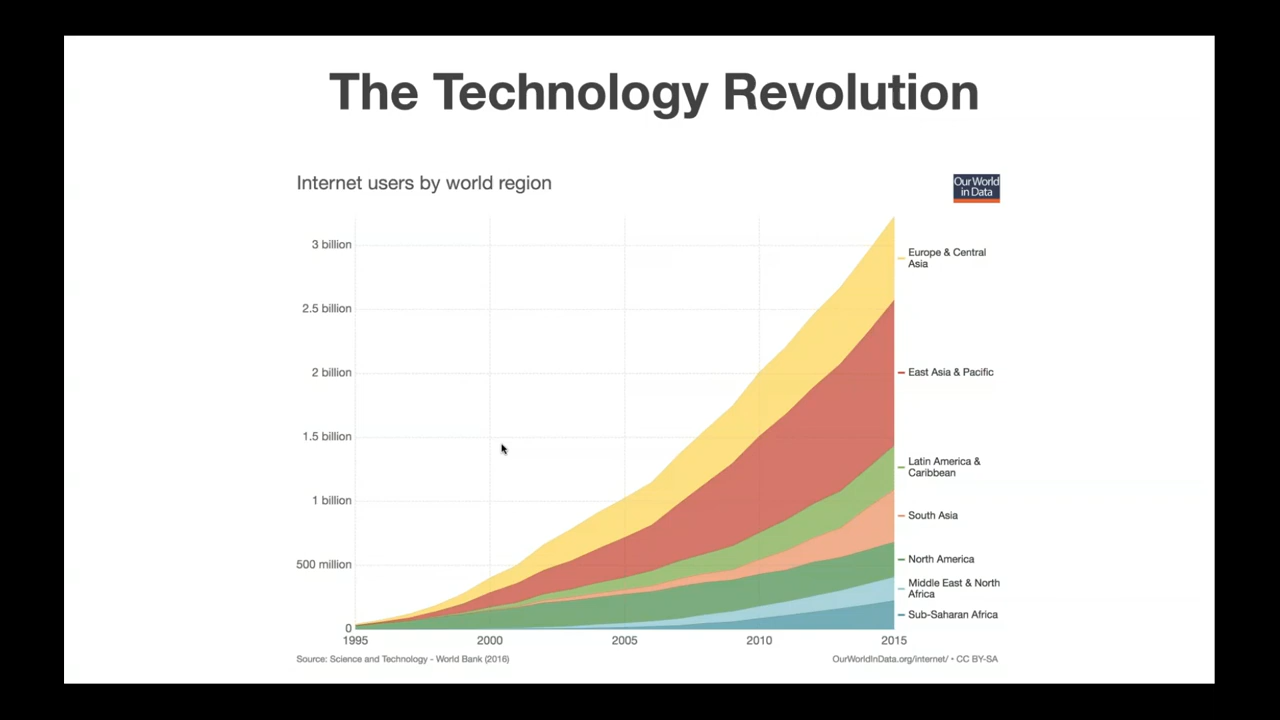 The Technology Revolution
Internet users by world region
Our World
in Data
3 billion
2.5 billion
2 billion
1.5 billion
1 billion
500 million
0
Europe & Central
Asia
East Asia & Pacific
Latin America &
Caribbean
South Asia
North America
Middle East & North
Africa
Sub-Saharan Africa
1995
2000
2005
2010
2015
Source: Science and Technology - World Bank (2016)
OurWorldInData.org/internet/ • CC BY-SA